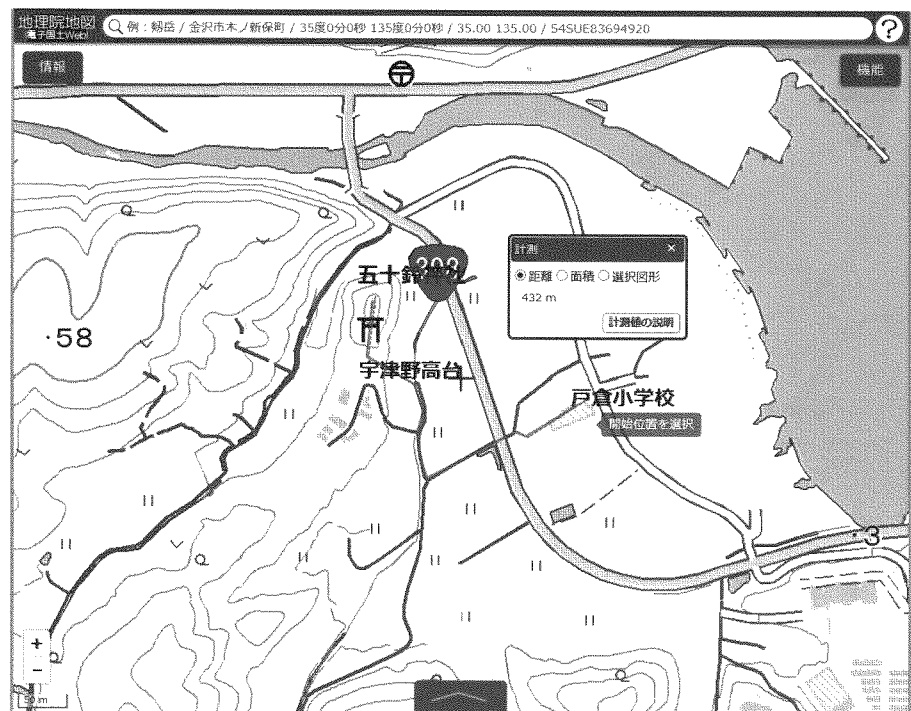 地理院地図
電子国土Web
例：剱岳 / 金沢市木ノ新保町 / 35度0分0秒 135度0分0秒 / 35.00 135.00 / 54SUE83694920
?
情報
機能
計測
×
距離 面積 選択図形
432 m
計測値の説明
398
五十鈴神社
・58
宇津野高台
戸倉小学校
開始位置を選択
・3
+
−
50 m